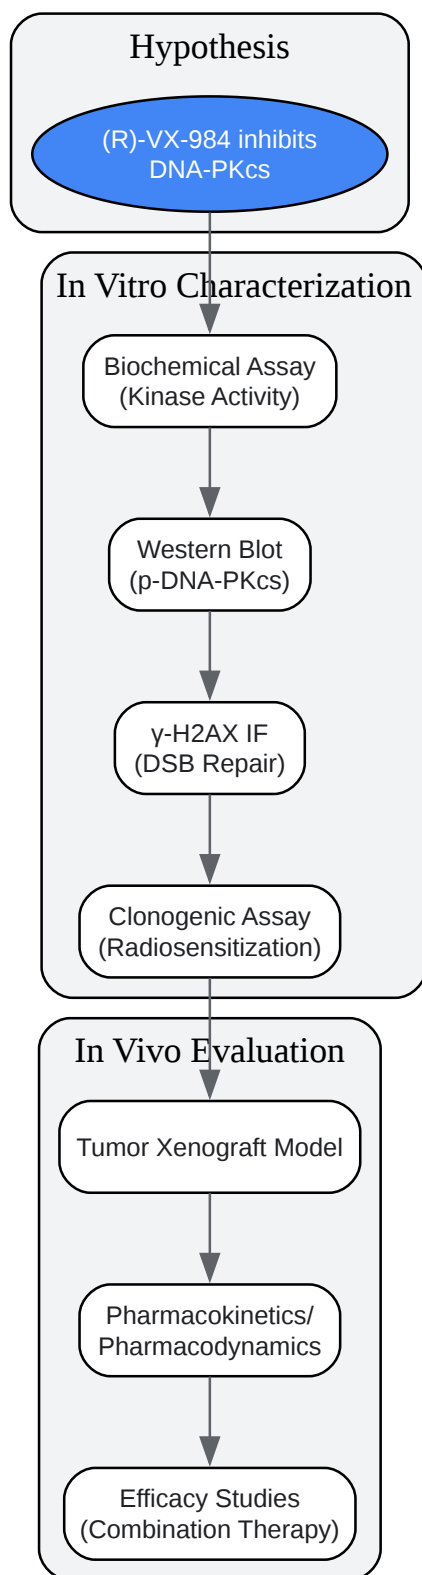 Hypothesis
(R)-VX-984 inhibits
DNA-PKcs
In Vitro Characterization
Biochemical Assay
(Kinase Activity)
Western Blot
(p-DNA-PKcs)
γ-H2AX IF
(DSB Repair)
Clonogenic Assay
(Radiosensitization)
In Vivo Evaluation
Tumor Xenograft Model
Pharmacokinetics/
Pharmacodynamics
Efficacy Studies
(Combination Therapy)